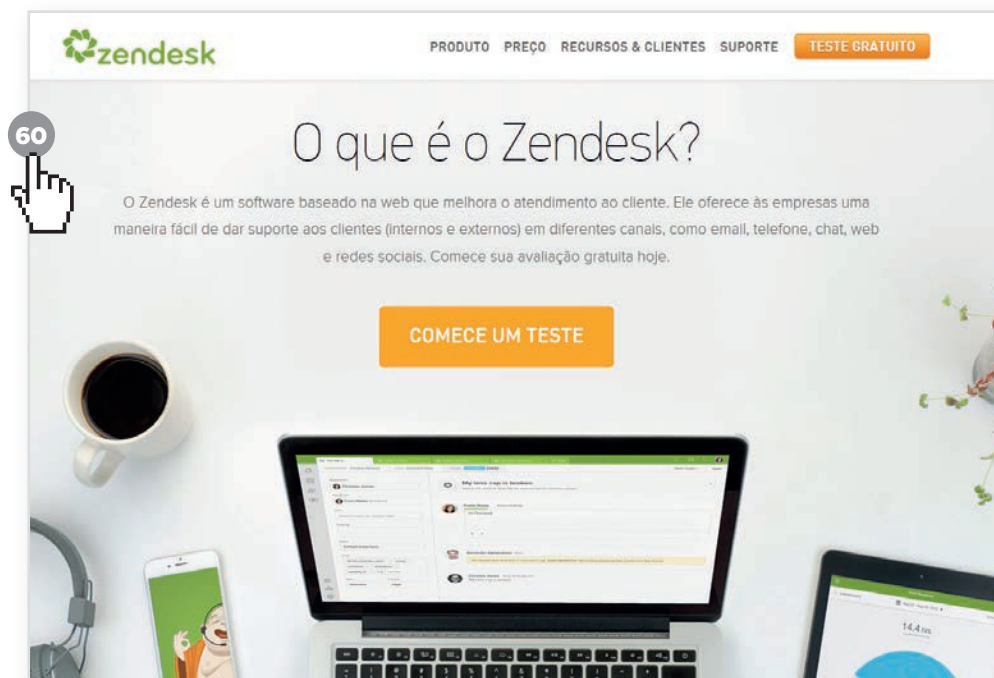 zendesk
PRODUTO PREÇO RECURSOS & CLIENTES SUPORTE TESTE GRATUITO
60
O que é o Zendesk?
O Zendesk é um software baseado na web que melhora o atendimento ao cliente. Ele oferece às empresas uma
maneira fácil de dar suporte aos clientes (internos e externos) em diferentes canais, como email, telefone, chat, web
e redes sociais. Comece sua avaliação gratuita hoje.
COMECE UM TESTE
14.4